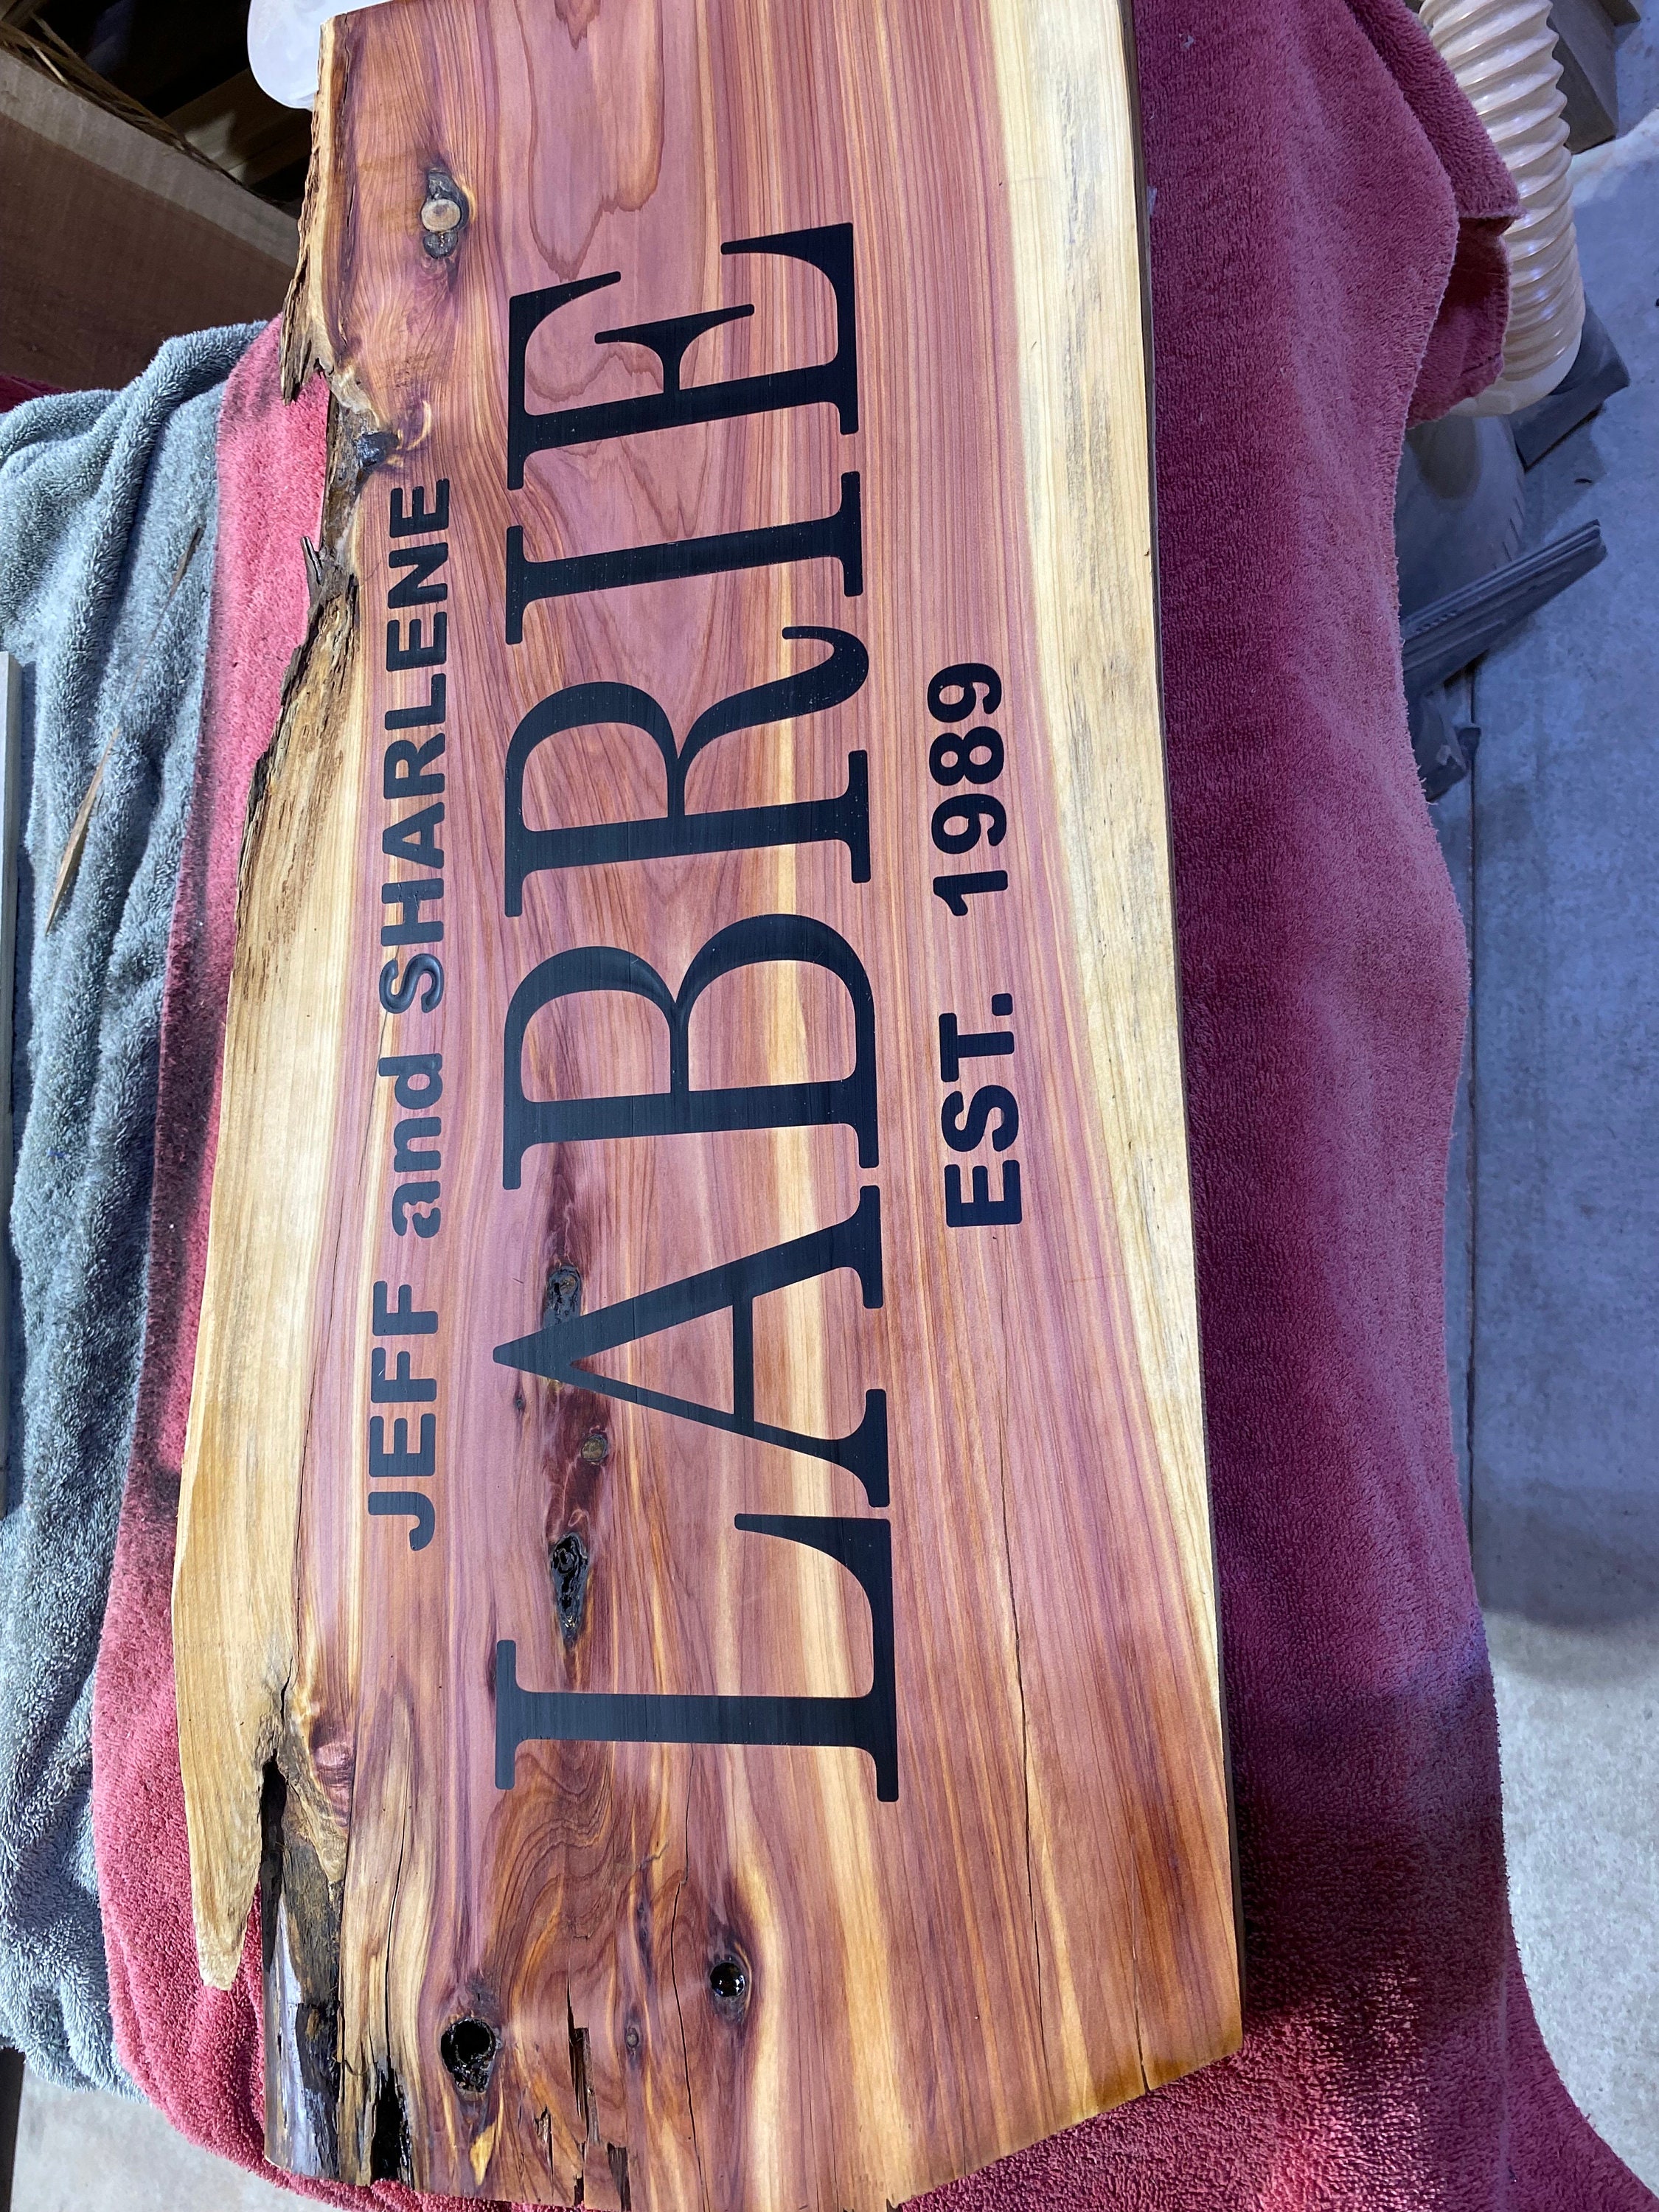 JEFF and SHARLENE
LABRIE
EST. 1989